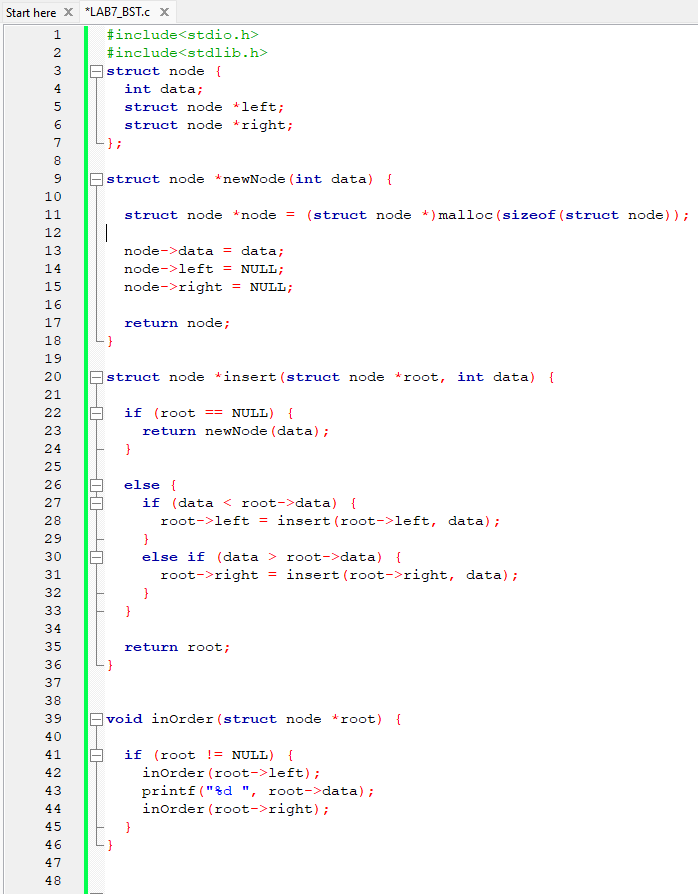 Start here  *LAB7_BST.c
1 #include<stdio.h>
2 #include<stdlib.h>
3 struct node {
4   int data;
5   struct node *left;
6   struct node *right;
7 };
8
9 struct node *newNode(int data) {
10
11   struct node *node = (struct node *)malloc(sizeof(struct node));
12
13   node->data = data;
14   node->left = NULL;
15   node->right = NULL;
16
17   return node;
18 }
19
20 struct node *insert(struct node *root, int data) {
21
22   if (root == NULL) {
23     return newNode(data);
24   }
25
26   else {
27     if (data < root->data) {
28       root->left = insert(root->left, data);
29     }
30     else if (data > root->data) {
31       root->right = insert(root->right, data);
32     }
33   }
34
35   return root;
36 }
37
38
39 void inOrder(struct node *root) {
40
41   if (root != NULL) {
42     inOrder(root->left);
43     printf("%d ", root->data);
44     inOrder(root->right);
45   }
46 }
47
48